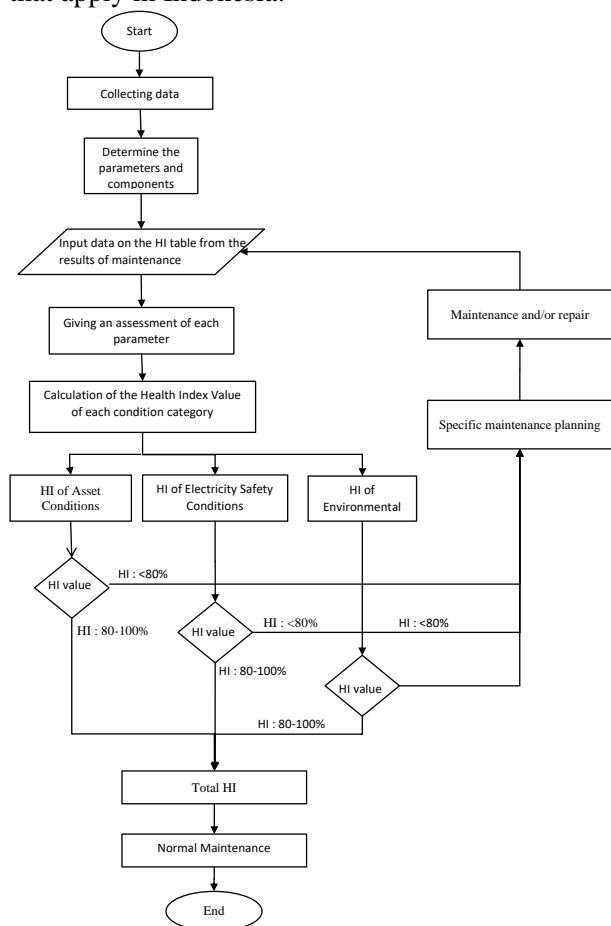 that apply in Indonesia.
Start
Collecting data
Determine the
parameters and
components
Input data on the HI table from the
results of maintenance
Maintenance and/or repair
Giving an assessment of each
parameter
Calculation of the Health Index Value
of each condition category
Specific maintenance planning
HI of Asset
Conditions
HI of Electricity Safety
Conditions
HI of
Environmental
HI value
HI : <80%
HI : 80-100%
HI value
HI : <80%
HI : <80%
HI : 80-100%
HI value
HI : 80-100%
Total HI
Normal Maintenance
End